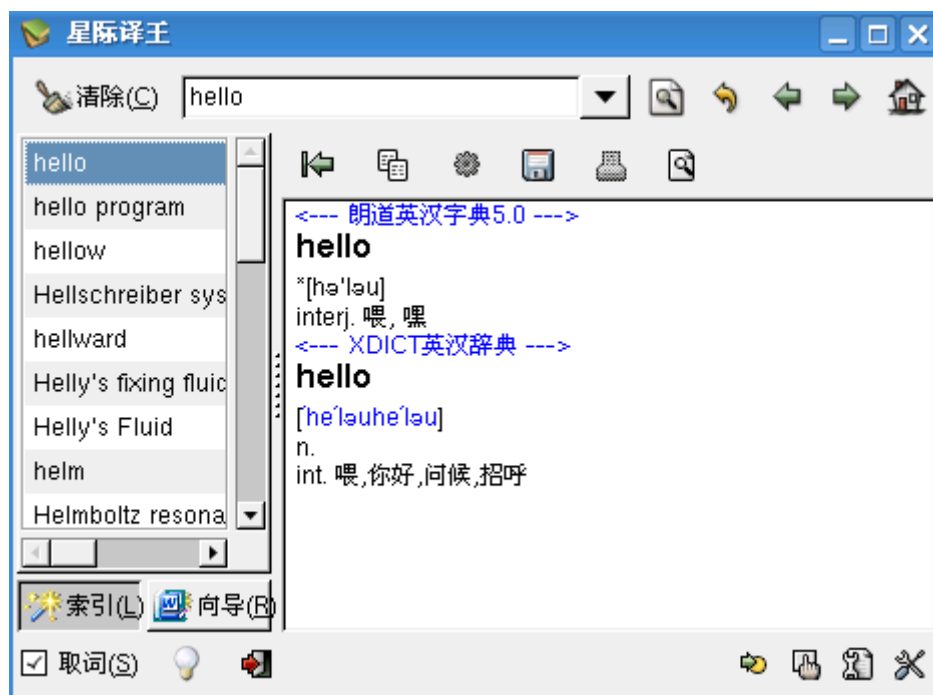 星际译王
清除(C) hello
hello
hello program
hellow
Hellschreiber sys
hellward
Helly's fixing fluid
Helly's Fluid
helm
Helmboltz resona
索引(L) 向导(R)
<--- 朗道英汉字典5.0 --->
hello
*[hə'ləu]
interj. 喂, 嘿
<--- XDICT英汉辞典 --->
hello
[ˊheˊləuheˊləu]
n.
int. 喂,你好,问候,招呼
取词(S)